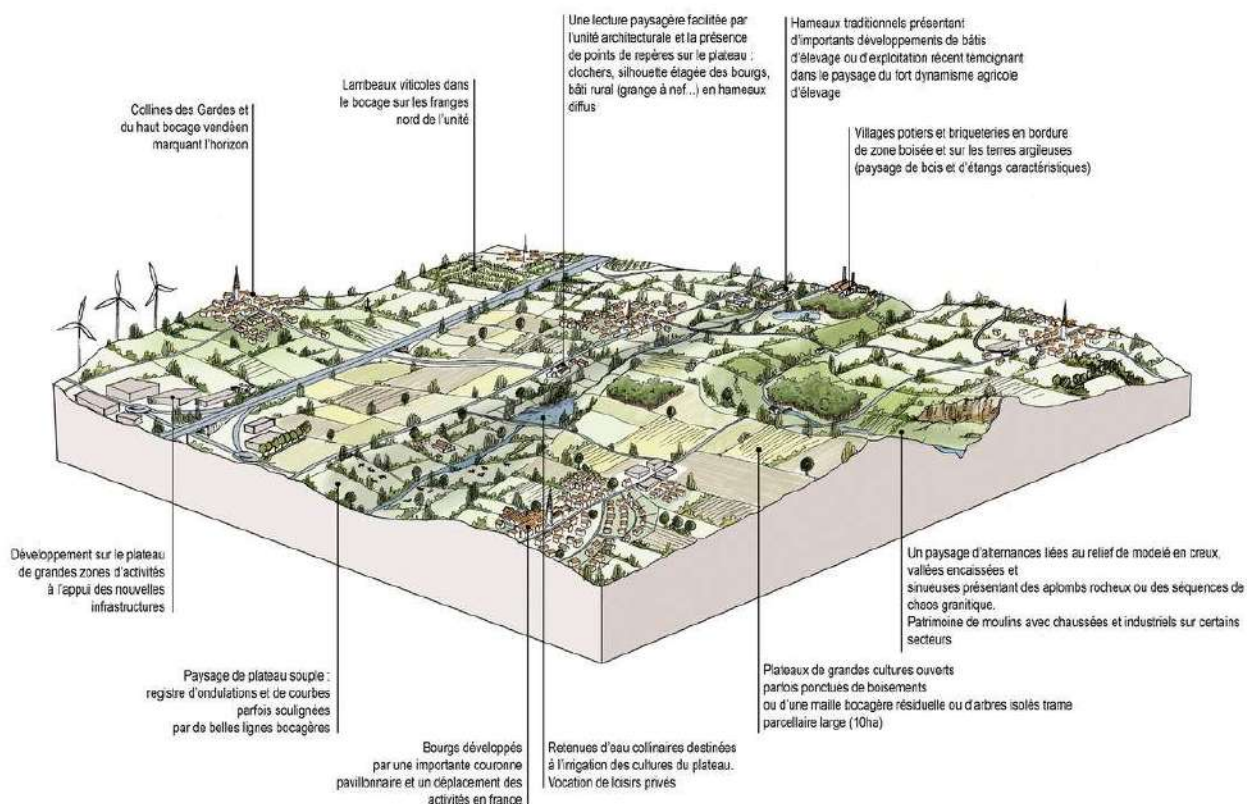 Une lecture paysagère facilitée par
l'unité architecturale et la présence
de points de repères sur le plateau :
clochers, silhouette étagée des bourgs,
bâti rural (grange à nef...) en hameaux
diffus
Hameaux traditionnels présentant
d'importants développements de bâtis
d'élevage ou d'exploitation récent témoignant
dans le paysage du fort dynamisme agricole
d'élevage
Lambeaux viticoles dans
le bocage sur les franges
nord de l'unité
Collines des Gardes et
du haut bocage vendéen
marquant l'horizon
Villages potiers et briqueteries en bordure
de zone boisée et sur les terres argileuses
(paysage de bois et d'étangs caractéristiques)
Développement sur le plateau
de grandes zones d'activités
à l'appui des nouvelles
infrastructures
Un paysage d'alternances liées au relief de modelé en creux,
vallées encaissées et
sinueuses présentant des aplombs rocheux ou des séquences de
chaos granitique.
Patrimoine de moulins avec chaussées et industriels sur certains
secteurs
Paysage de plateau souple :
registre d'ondulations et de courbes
parfois soulignées
par de belles lignes bocagères
Plateaux de grandes cultures ouverts
parfois ponctués de boisements
ou d'une maille bocagère résiduelle ou d'arbres isolés trame
parcellaire large (10ha)
Bourgs développés
par une importante couronne
pavillonnaire et un déplacement des
activités en france
Retenues d'eau collinaires destinées
à l'irrigation des cultures du plateau.
Vocation de loisirs privés